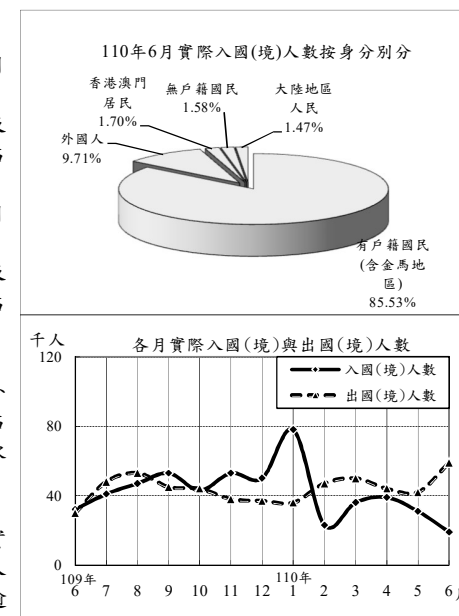 110年6月實際入國(境)人數按身分別分
香港澳門
居民
1.70%
無戶籍國民
1.58%
大陸地區
人民
1.47%
外國人
9.71%
有戶籍國民
(含金馬地
區)
85.53%
千人
各月實際入國(境)與出國(境)人數
入國(境)人數
出國(境)人數
120
80
40
0
109年
110年
6 7 8 9 10 11 12 1 2 3 4 5 6月